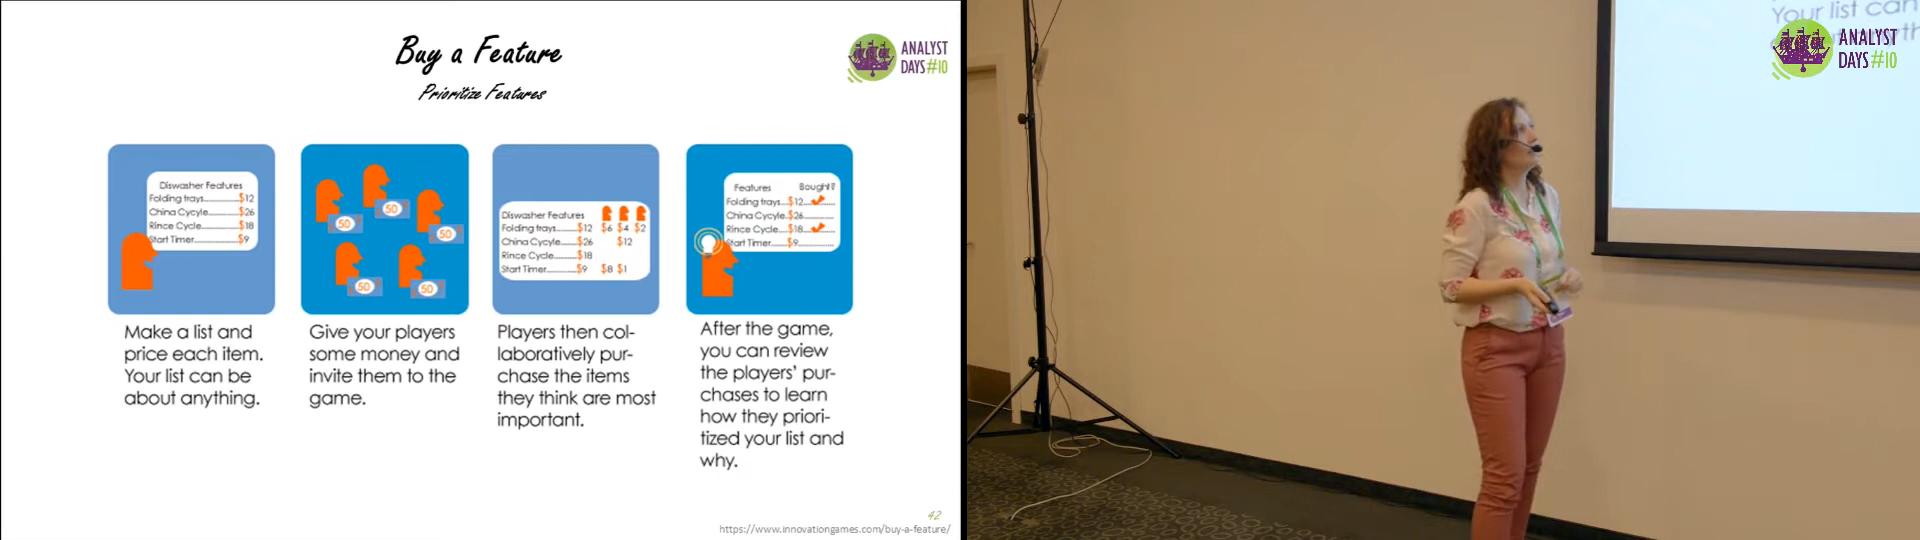 Buy a Feature
Prioritize Features
ANALYST
DAYS#10
Diswasher Features
Folding trays..........$12
China Cycyle..........$26
Rince Cycle..........$18
Start Timer..........$9
50
50
50
50
50
Diswasher Features
Folding trays......$12 $6 $4 $2
China Cycyle......$26 $12
Rince Cycle......$18
Start Timer......$9 $8 $1
Features Bought?
Folding trays....$12
China Cycyle..$26
Rince Cycle....$18
Start Timer....$9
Make a list and
price each item.
Your list can be
about anything.
Give your players
some money and
invite them to the
game.
Players then col-
laboratively pur-
chase the items
they think are most
important.
After the game,
you can review
the players' pur-
chases to learn
how they priori-
tized your list and
why.
42
https://www.innovationgames.com/buy-a-feature/
Your list can
ANALYST
DAYS#10